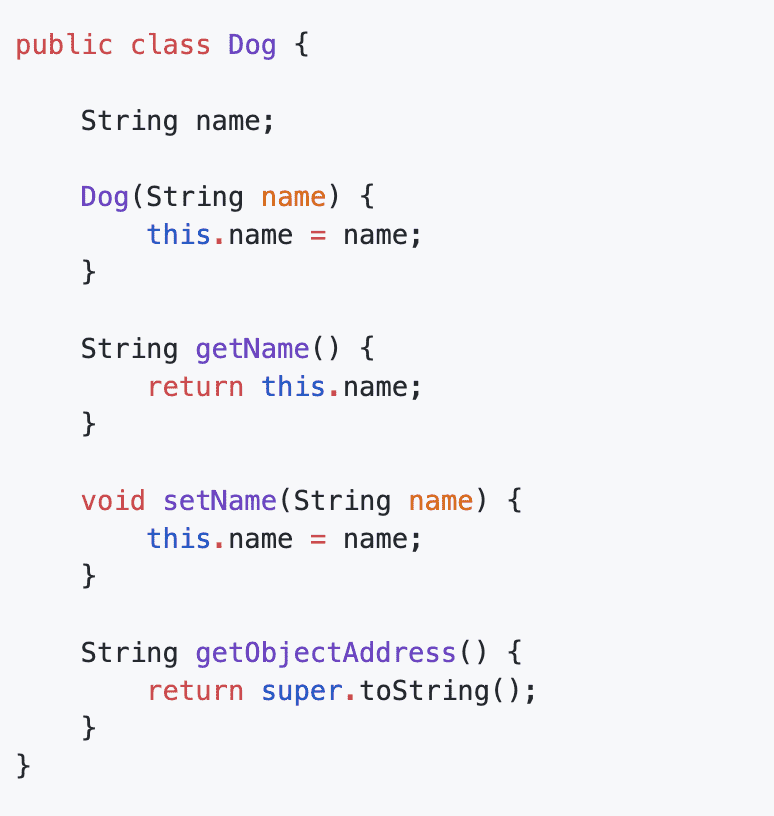 public class Dog {
    String name;
    Dog(String name) {
        this.name = name;
    }
    String getName() {
        return this.name;
    }
    void setName(String name) {
        this.name = name;
    }
    String getObjectAddress() {
        return super.toString();
    }
}